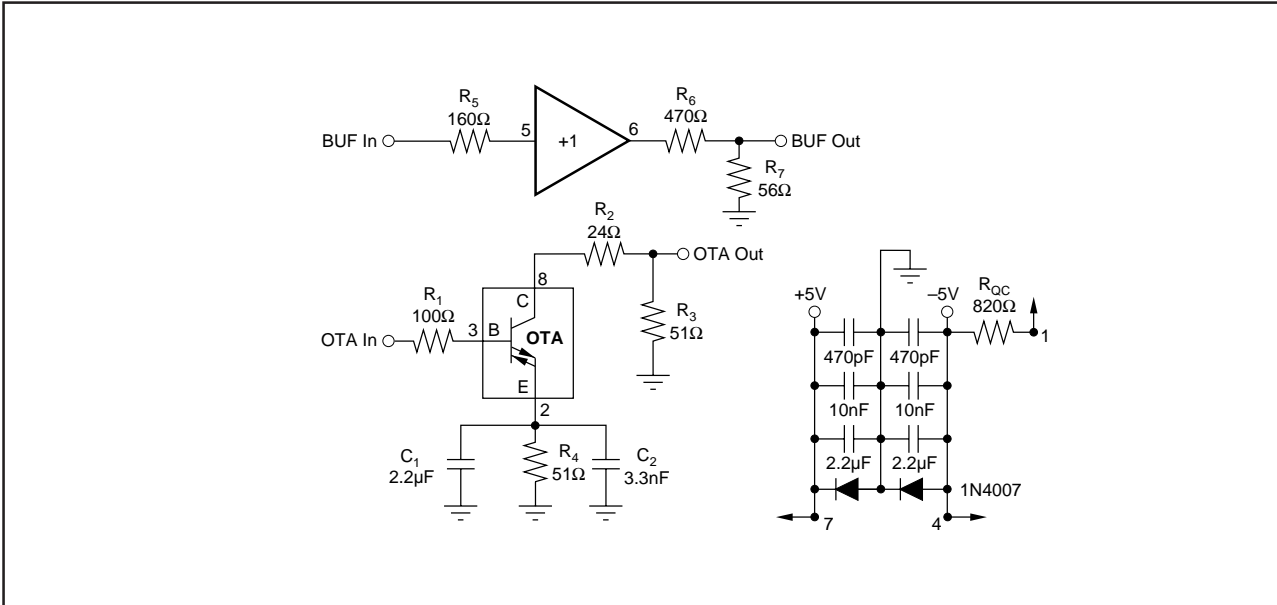 R5
160Ω
BUF In
5
+1
6
R6
470Ω
BUF Out
R7
56Ω
R2
24Ω
OTA Out
8
C
R1
100Ω
OTA In
3
B
OTA
E
2
R3
51Ω
C1
2.2µF
R4
51Ω
C2
3.3nF
+5V
–5V
RQC
820Ω
1
470pF
470pF
10nF
10nF
2.2µF
2.2µF
1N4007
7
4